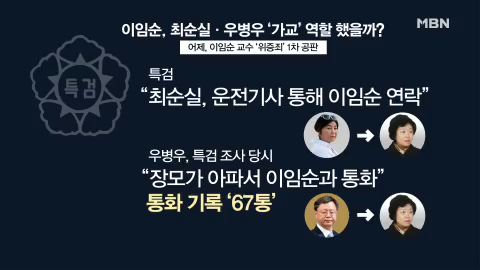 MBN
이임순, 최순실·우병우 '가교' 역할 했을까?
어제, 이임순 교수 '위증죄' 1차 공판
특검
특검
"최순실, 운전기사 통해 이임순 연락"
우병우, 특검 조사 당시
"장모가 아파서 이임순과 통화"
통화 기록 '67통'